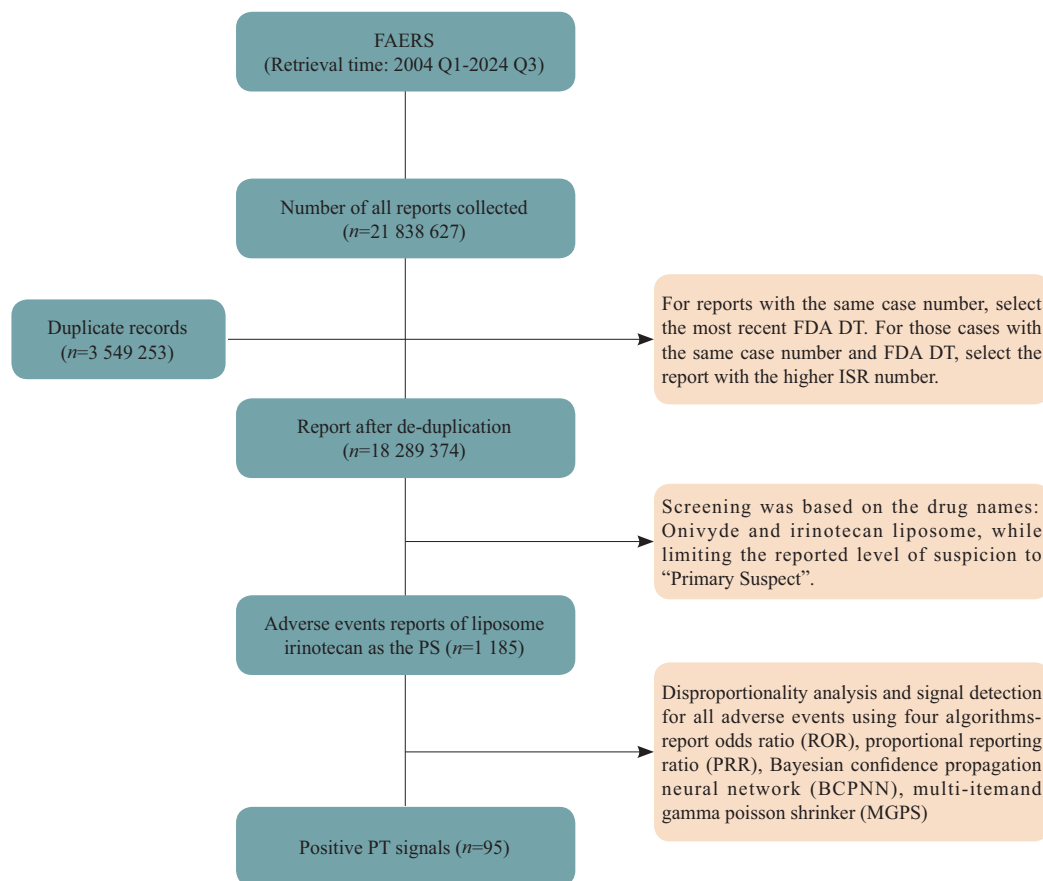 FAERS
(Retrieval time: 2004 Q1-2024 Q3)
Number of all reports collected
(n=21 838 627)
Duplicate records
(n=3 549 253)
For reports with the same case number, select
the most recent FDA DT. For those cases with
the same case number and FDA DT, select the
report with the higher ISR number.
Report after de-duplication
(n=18 289 374)
Screening was based on the drug names:
Onivyde and irinotecan liposome, while
limiting the reported level of suspicion to
“Primary Suspect”.
Adverse events reports of liposome
irinotecan as the PS (n=1 185)
Disproportionality analysis and signal detection
for all adverse events using four algorithms-
report odds ratio (ROR), proportional reporting
ratio (PRR), Bayesian confidence propagation
neural network (BCPNN), multi-itemand
gamma poisson shrinker (MGPS)
Positive PT signals (n=95)